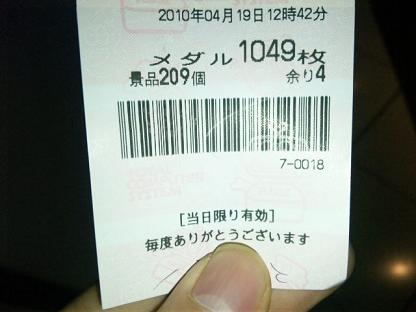 2010年04月19日12時42分
メダル1049枚
景品209個 余り4
7-0018
[当日限り有効]
毎度ありがとうございます